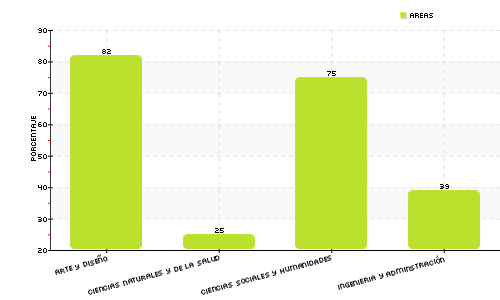 AREAS
90
80
70
60
50
40
30
20
PORCENTAJE
82
25
75
39
ARTE Y DISEÑO
CIENCIAS NATURALES Y DE LA SALUD
CIENCIAS SOCIALES Y HUMANIDADES
INGENIERIA Y ADMINSTRACIÓN